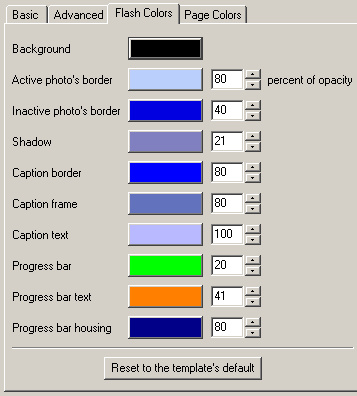 Basic Advanced Flash Colors Page Colors
Background
Active photo's border 80 percent of opacity
Inactive photo's border 40
Shadow 21
Caption border 80
Caption frame 80
Caption text 100
Progress bar 20
Progress bar text 41
Progress bar housing 80
Reset to the template's default